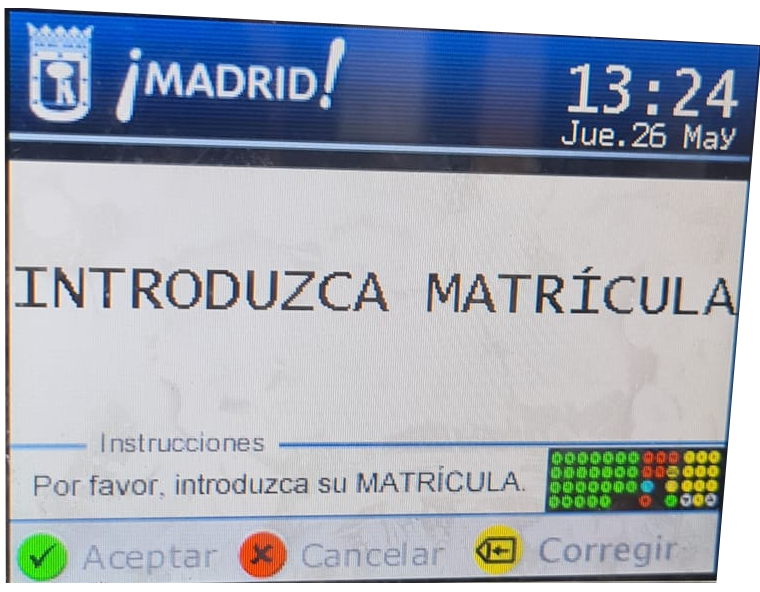 ¡MADRID!
13:24
Jue.26 May
INTRODUZCA MATRÍCULA
Instrucciones
Por favor, introduzca su MATRÍCULA.
Aceptar Cancelar Corregir